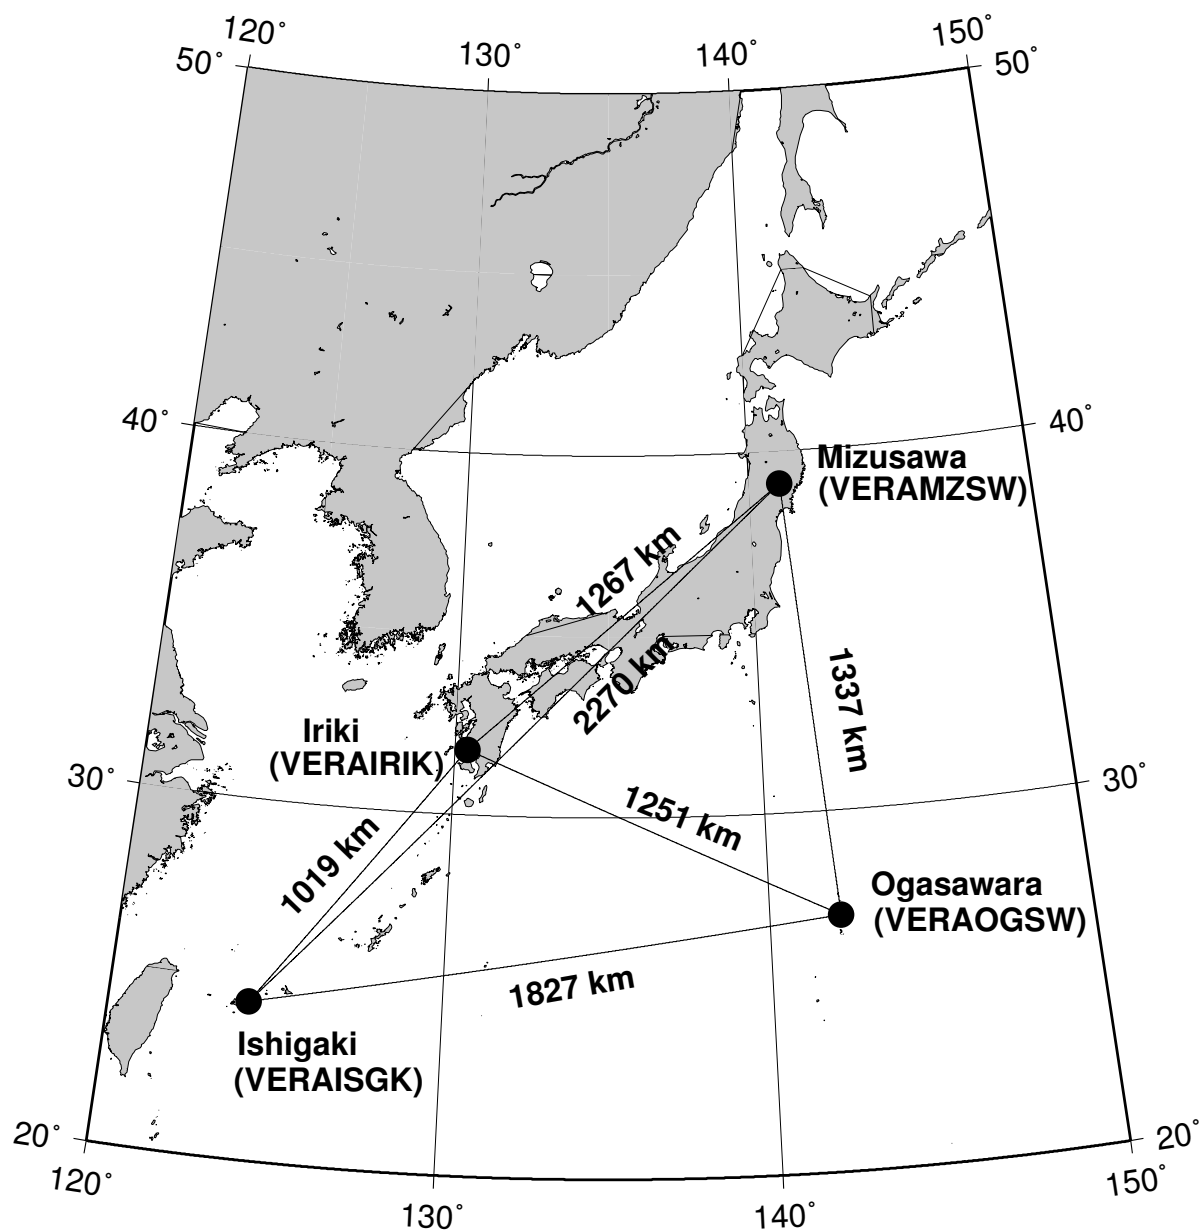 120°
130°
140°
150°
50°
50°
40°
40°
Mizusawa
(VERAMZSW)
1267 km
2270 km
1337 km
Iriki
(VERAIRIK)
30°
30°
1251 km
1019 km
Ogasawara
(VERAOGSW)
1827 km
Ishigaki
(VERAISGK)
20°
20°
120°
150°
130°
140°